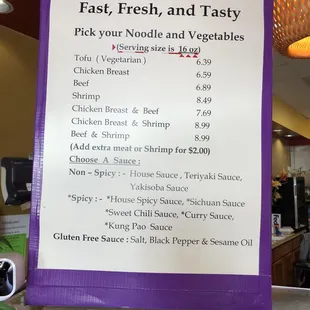 Fast, Fresh, and Tasty
Pick your Noodle and Vegetables
(Serving size is 16 oz)
Tofu ( Vegetarian ) 6.39
Chicken Breast 6.59
Beef 6.89
Shrimp 8.49
Chicken Breast & Beef 7.69
Chicken Breast & Shrimp 8.99
Beef & Shrimp 8.99
(Add extra meat or Shrimp for $2.00)
Choose A Sauce :
Non - Spicy : - House Sauce , Teriyaki Sauce,
Yakisoba Sauce
*Spicy : - *House Spicy Sauce, *Sichuan Sauce
*Sweet Chili Sauce, *Curry Sauce,
*Kung Pao Sauce
Gluten Free Sauce : Salt, Black Pepper & Sesame Oil